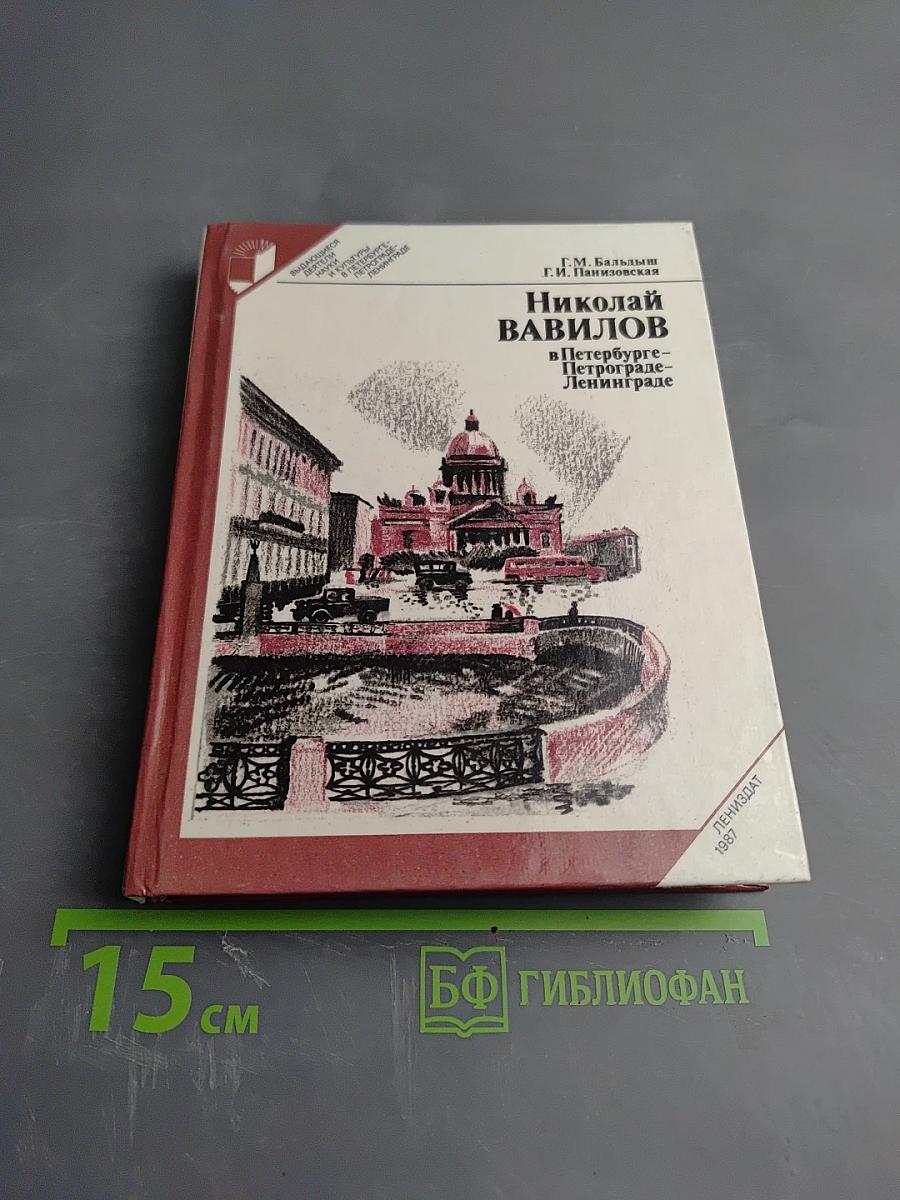 ВЫДАЮЩИЕСЯ
ДЕЯТЕЛИ
НАУКИ
И КУЛЬТУРЫ
В ПЕТЕРБУРГЕ-
ПЕТРОГРАДЕ-
ЛЕНИНГРАДЕ
Г. М. Бальдыш
Г. И. Панизовская
Николай
ВАВИЛОВ
в Петербурге-
Петрограде-
Ленинграде
ЛЕНИЗДАТ
1987
15 см
БФ ГИБЛИОФАН